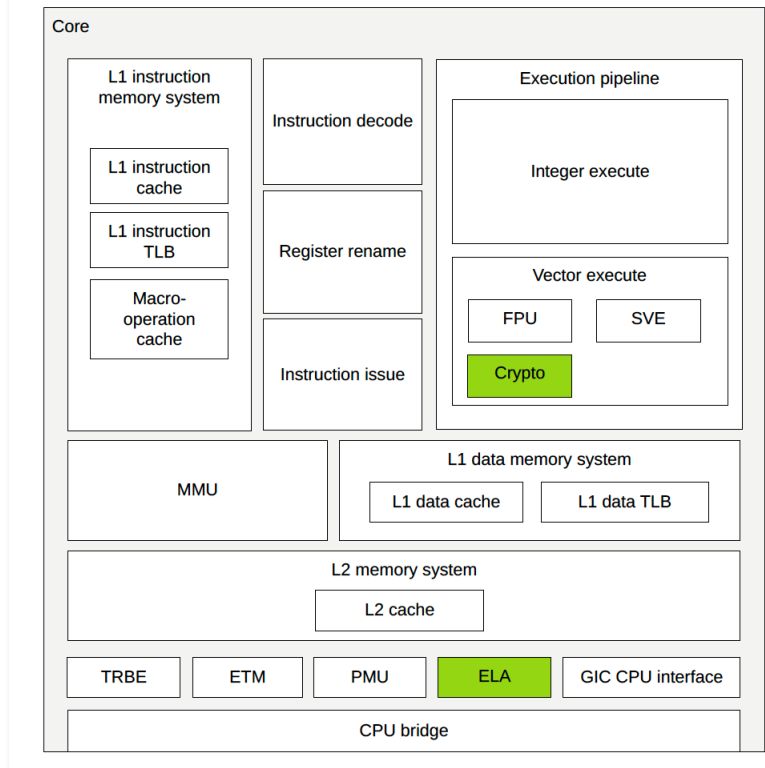 Core
L1 instruction
memory system
L1 instruction
cache
L1 instruction
TLB
Macro-
operation
cache
Instruction decode
Register rename
Instruction issue
Execution pipeline
Integer execute
Vector execute
FPU
SVE
Crypto
MMU
L1 data memory system
L1 data cache
L1 data TLB
L2 memory system
L2 cache
TRBE
ETM
PMU
ELA
GIC CPU interface
CPU bridge